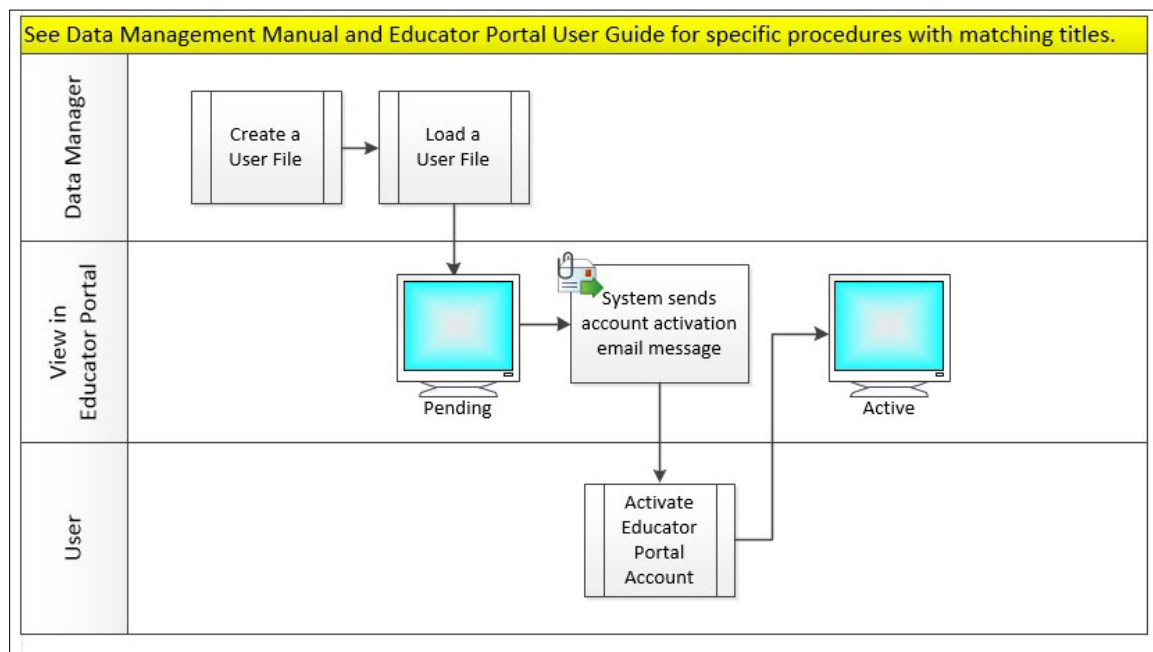 See Data Management Manual and Educator Portal User Guide for specific procedures with matching titles.
Data Manager
Create a
User File
Load a
User File
View in
Educator Portal
Pending
System sends
account activation
email message
Active
User
Activate
Educator
Portal
Account